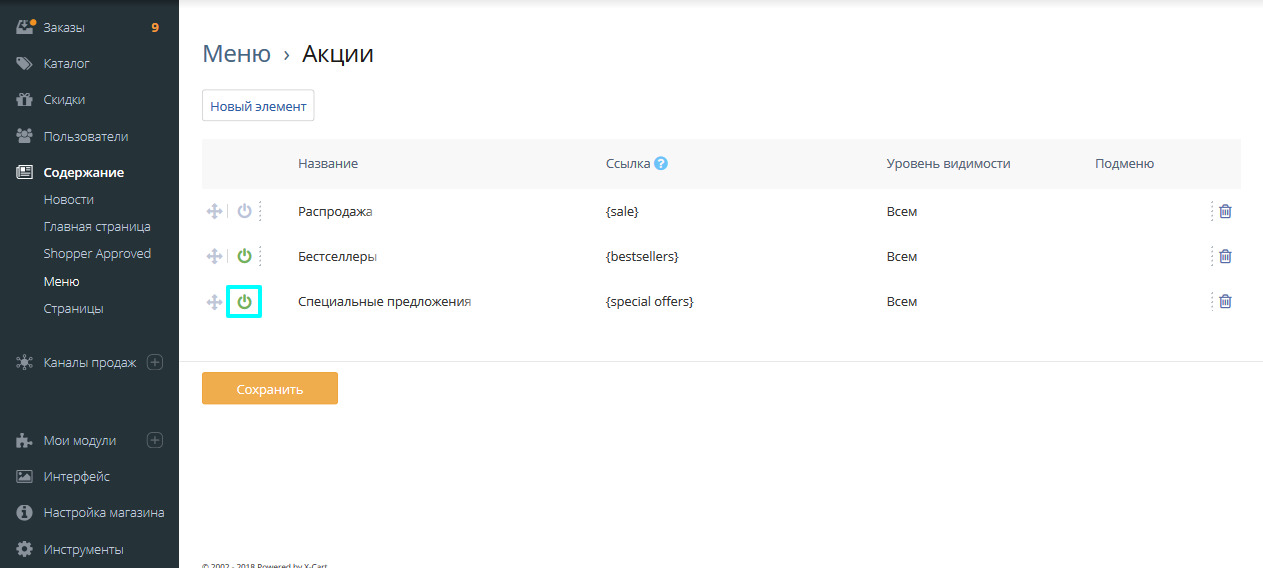 Заказы 9
Каталог
Скидки
Пользователи
Содержание
Новости
Главная страница
Shopper Approved
Меню
Страницы
Каналы продаж
Мои модули
Интерфейс
Настройка магазина
Инструменты
Меню › Акции
Новый элемент
Название Ссылка ? Уровень видимости Подменю
Распродажа {sale} Всем
Бестселлеры {bestsellers} Всем
Специальные предложения {special offers} Всем
Сохранить
© 2002 - 2018 Powered by X-Cart